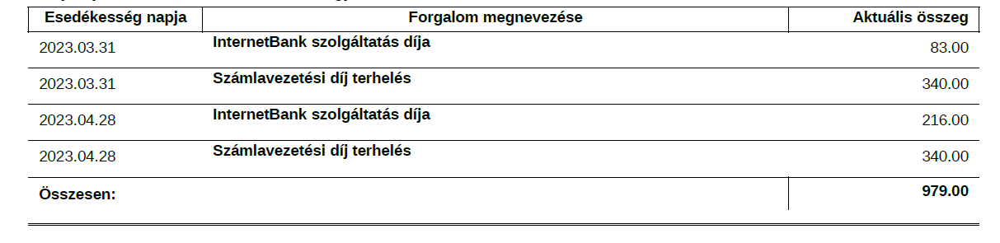 Esedékesség napja Forgalom megnevezése Aktuális összeg
2023.03.31 InternetBank szolgáltatás díja 83.00
2023.03.31 Számlavezetési díj terhelés 340.00
2023.04.28 InternetBank szolgáltatás díja 216.00
2023.04.28 Számlavezetési díj terhelés 340.00
Összesen: 979.00